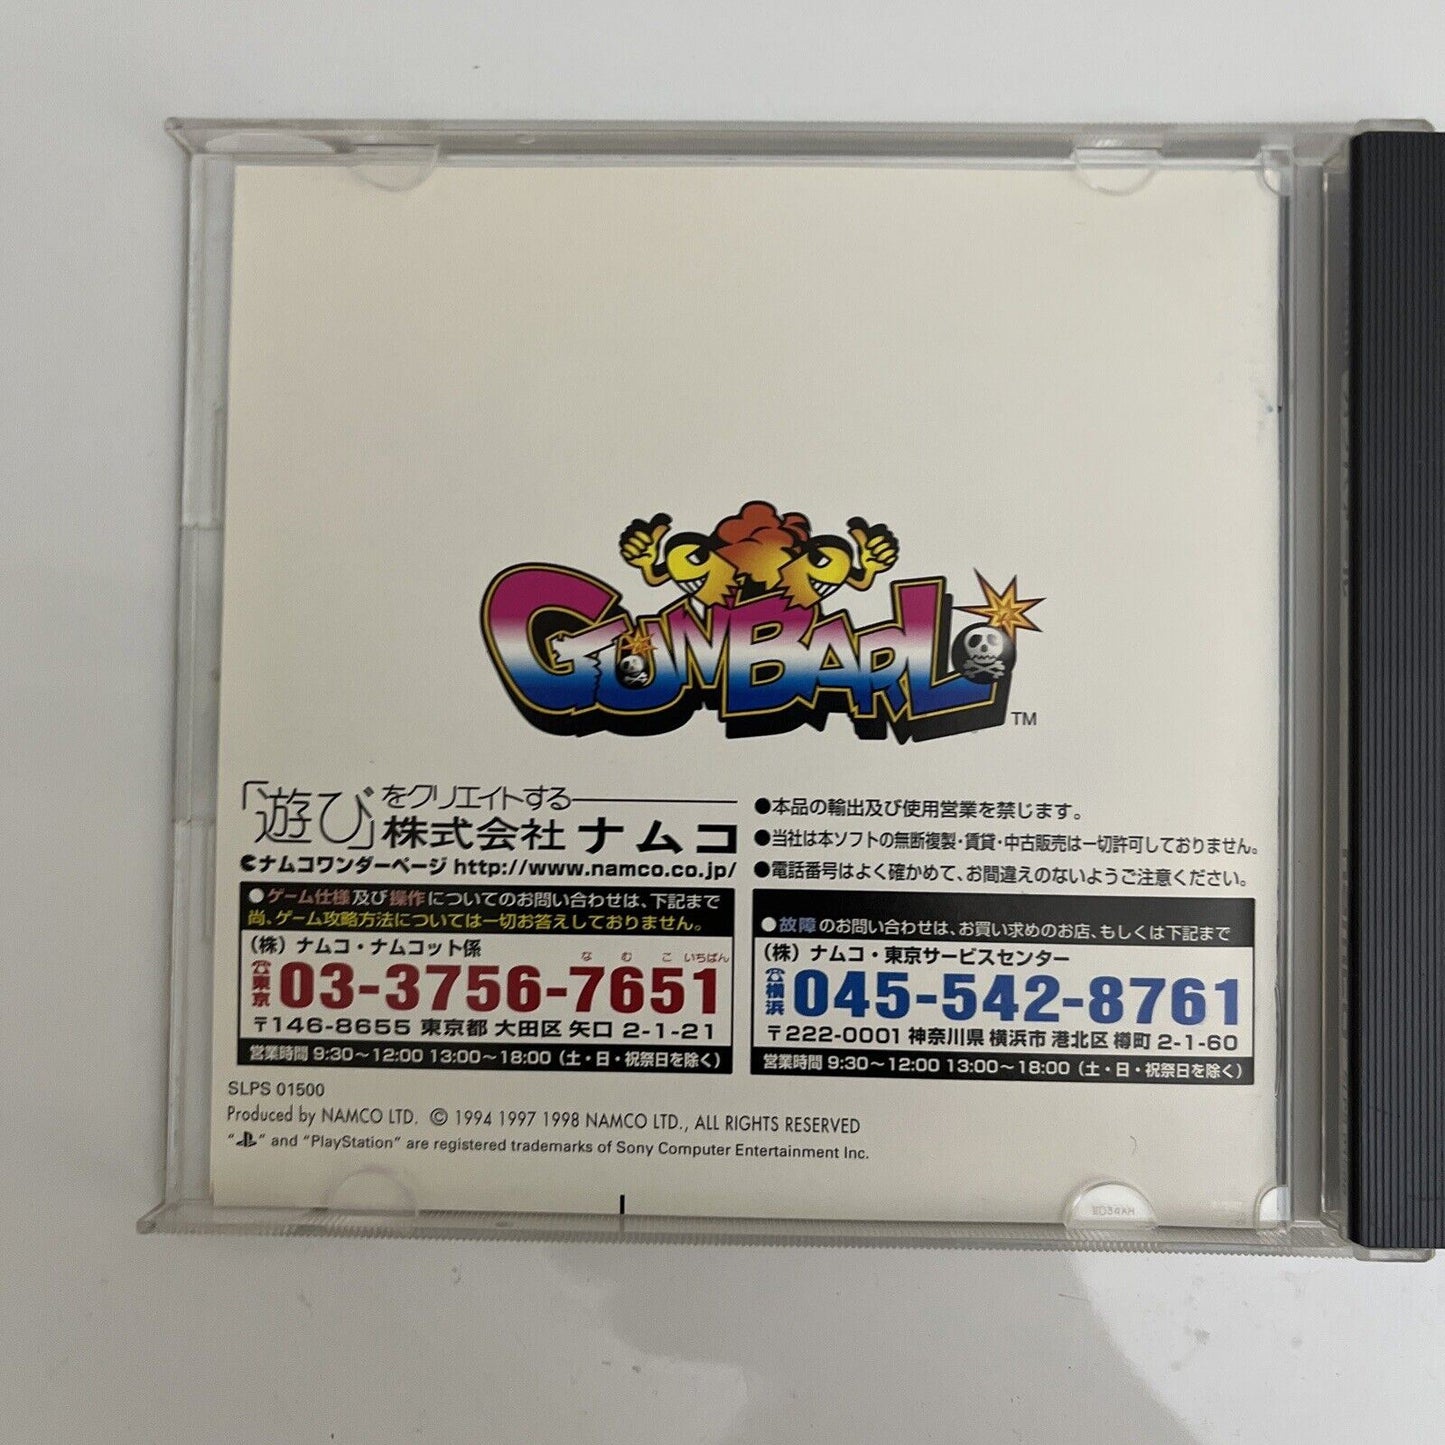 GUNBARL
TM
「遊び」をクリエイトする
株式会社 ナムコ
ナムコワンダーページ http://www.namco.co.jp/
●本品の輸出及び使用営業を禁じます。
●当社は本ソフトの無断複製・賃貸・中古販売は一切許可しておりません。
●電話番号はよく確かめて、お間違えのないようご注意ください。
●ゲーム仕様及び操作についてのお問い合わせは、下記まで
尚、ゲーム攻略方法については一切お答えしておりません。
(株) ナムコ・ナムコット係
な む こ いちばん
☎東京 03-3756-7651
〒146-8655 東京都 大田区 矢口 2-1-21
営業時間 9:30～12:00 13:00～18:00 (土・日・祝祭日を除く)
●故障のお問い合わせは、お買い求めのお店、もしくは下記まで
(株) ナムコ・東京サービスセンター
☎横浜 045-542-8761
〒222-0001 神奈川県 横浜市 港北区 樽町 2-1-60
営業時間 9:30～12:00 13:00～18:00 (土・日・祝祭日を除く)
SLPS 01500
Produced by NAMCO LTD. © 1994 1997 1998 NAMCO LTD., ALL RIGHTS RESERVED
“ ” and “PlayStation” are registered trademarks of Sony Computer Entertainment Inc.